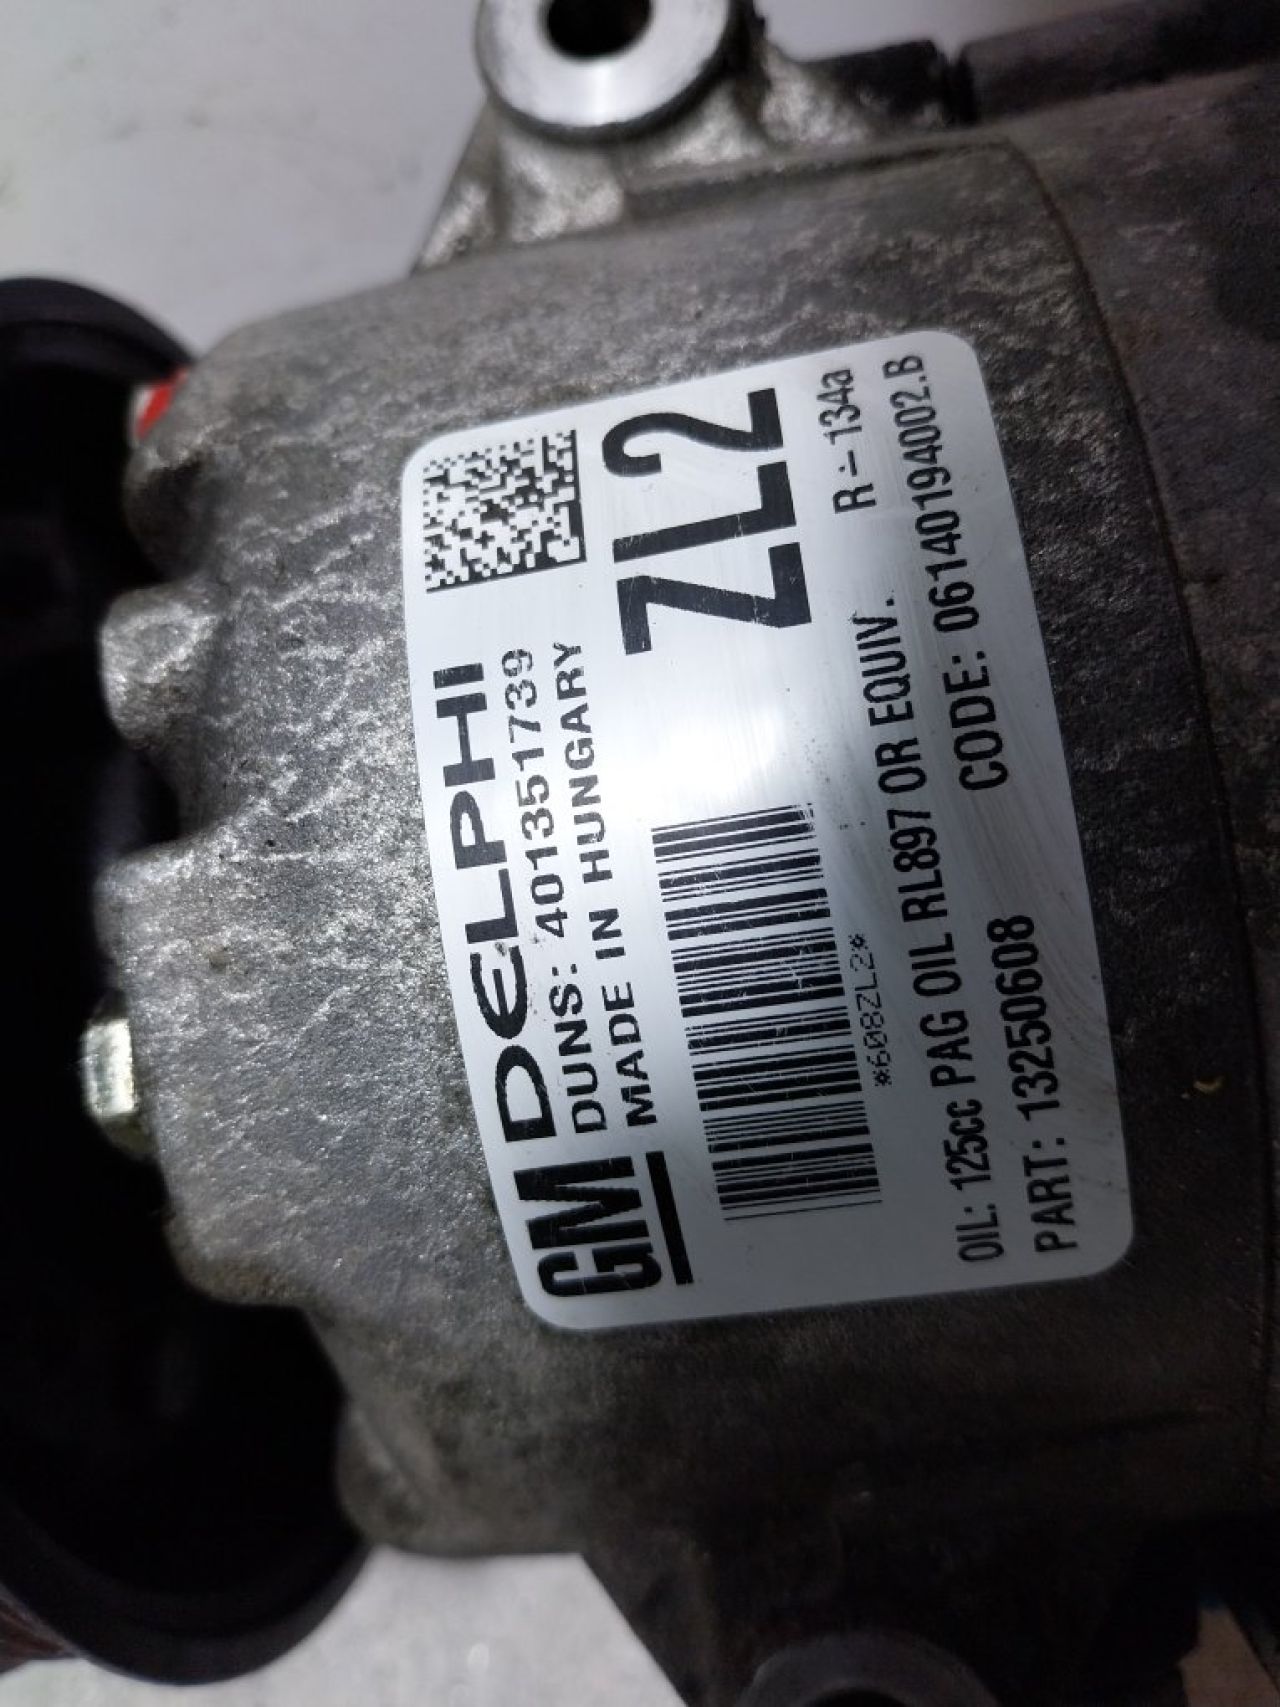 GM DELPHI
DUNS: 401351739
MADE IN HUNGARY
ZL2
*608ZL2*
R-134a
OIL: 125cc PAG OIL RL897 OR EQUIV.
CODE: 06140194002.B
PART: 13250608